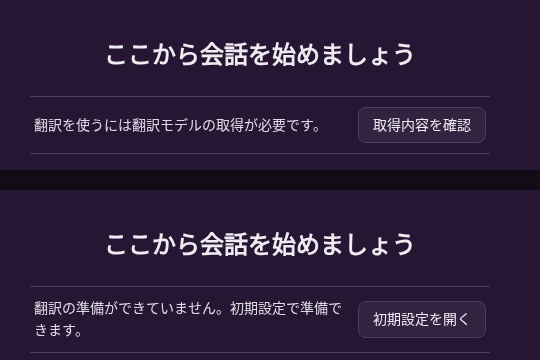 ここから会話を始めましょう
翻訳を使うには翻訳モデルの取得が必要です。
取得内容を確認
ここから会話を始めましょう
翻訳の準備ができていません。初期設定で準備で
きます。
初期設定を開く